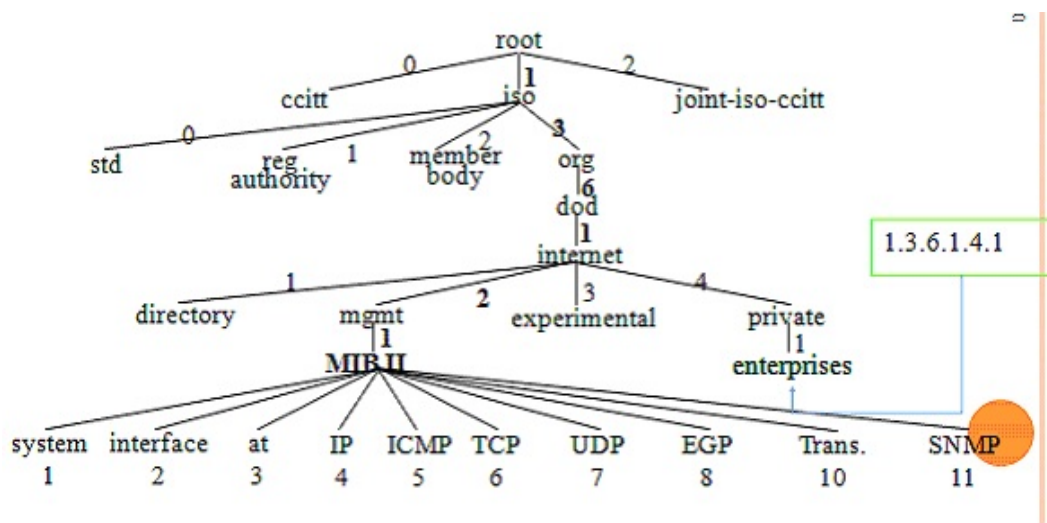 root
0
1
2
ccitt
iso
joint-iso-ccitt
0
1
2
3
std
reg
authority
member
body
org
6
dod
1
1.3.6.1.4.1
internet
1
2
3
4
directory
mgmt
experimental
private
1
1
MIB II
enterprises
system interface at IP ICMP TCP UDP EGP Trans. SNMP
1 2 3 4 5 6 7 8 10 11